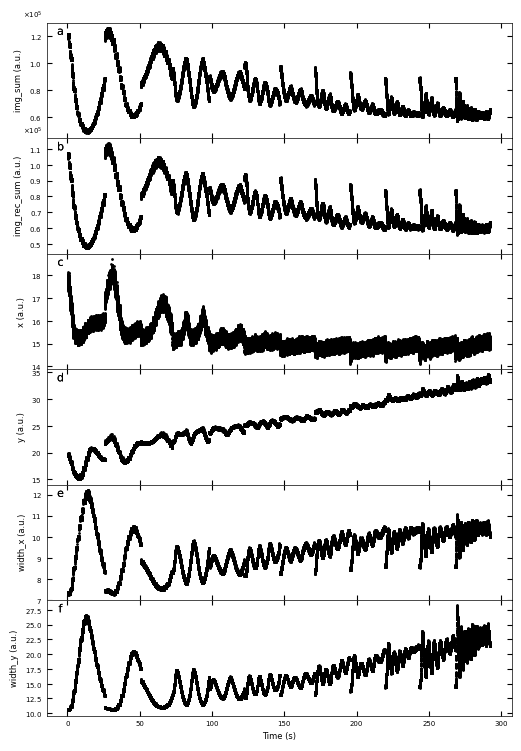 ×10⁵
a
1.2
1.0
0.8
0.6
img_sum (a.u.)
×10⁵
b
1.1
1.0
0.9
0.8
0.7
0.6
0.5
img_rec_sum (a.u.)
c
18
17
16
15
14
x (a.u.)
d
35
30
25
20
15
y (a.u.)
e
12
11
10
9
8
7
width_x (a.u.)
f
27.5
25.0
22.5
20.0
17.5
15.0
12.5
10.0
width_y (a.u.)
0 50 100 150 200 250 300
Time (s)